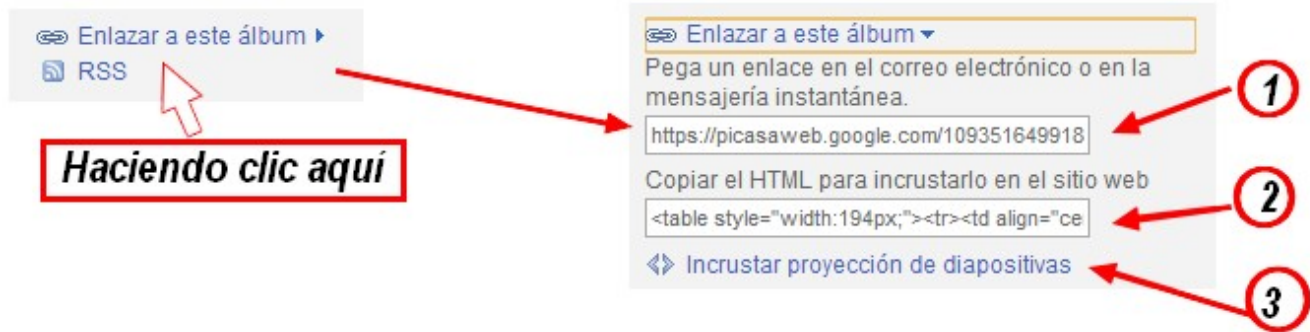 Enlazar a este álbum
RSS
Haciendo clic aquí
Enlazar a este álbum
Pega un enlace en el correo electrónico o en la
mensajería instantánea.
https://picasaweb.google.com/109351649918
Copiar el HTML para incrustarlo en el sitio web
<table style="width:194px;"><tr><td align="ce
Incrustar proyección de diapositivas
1
2
3